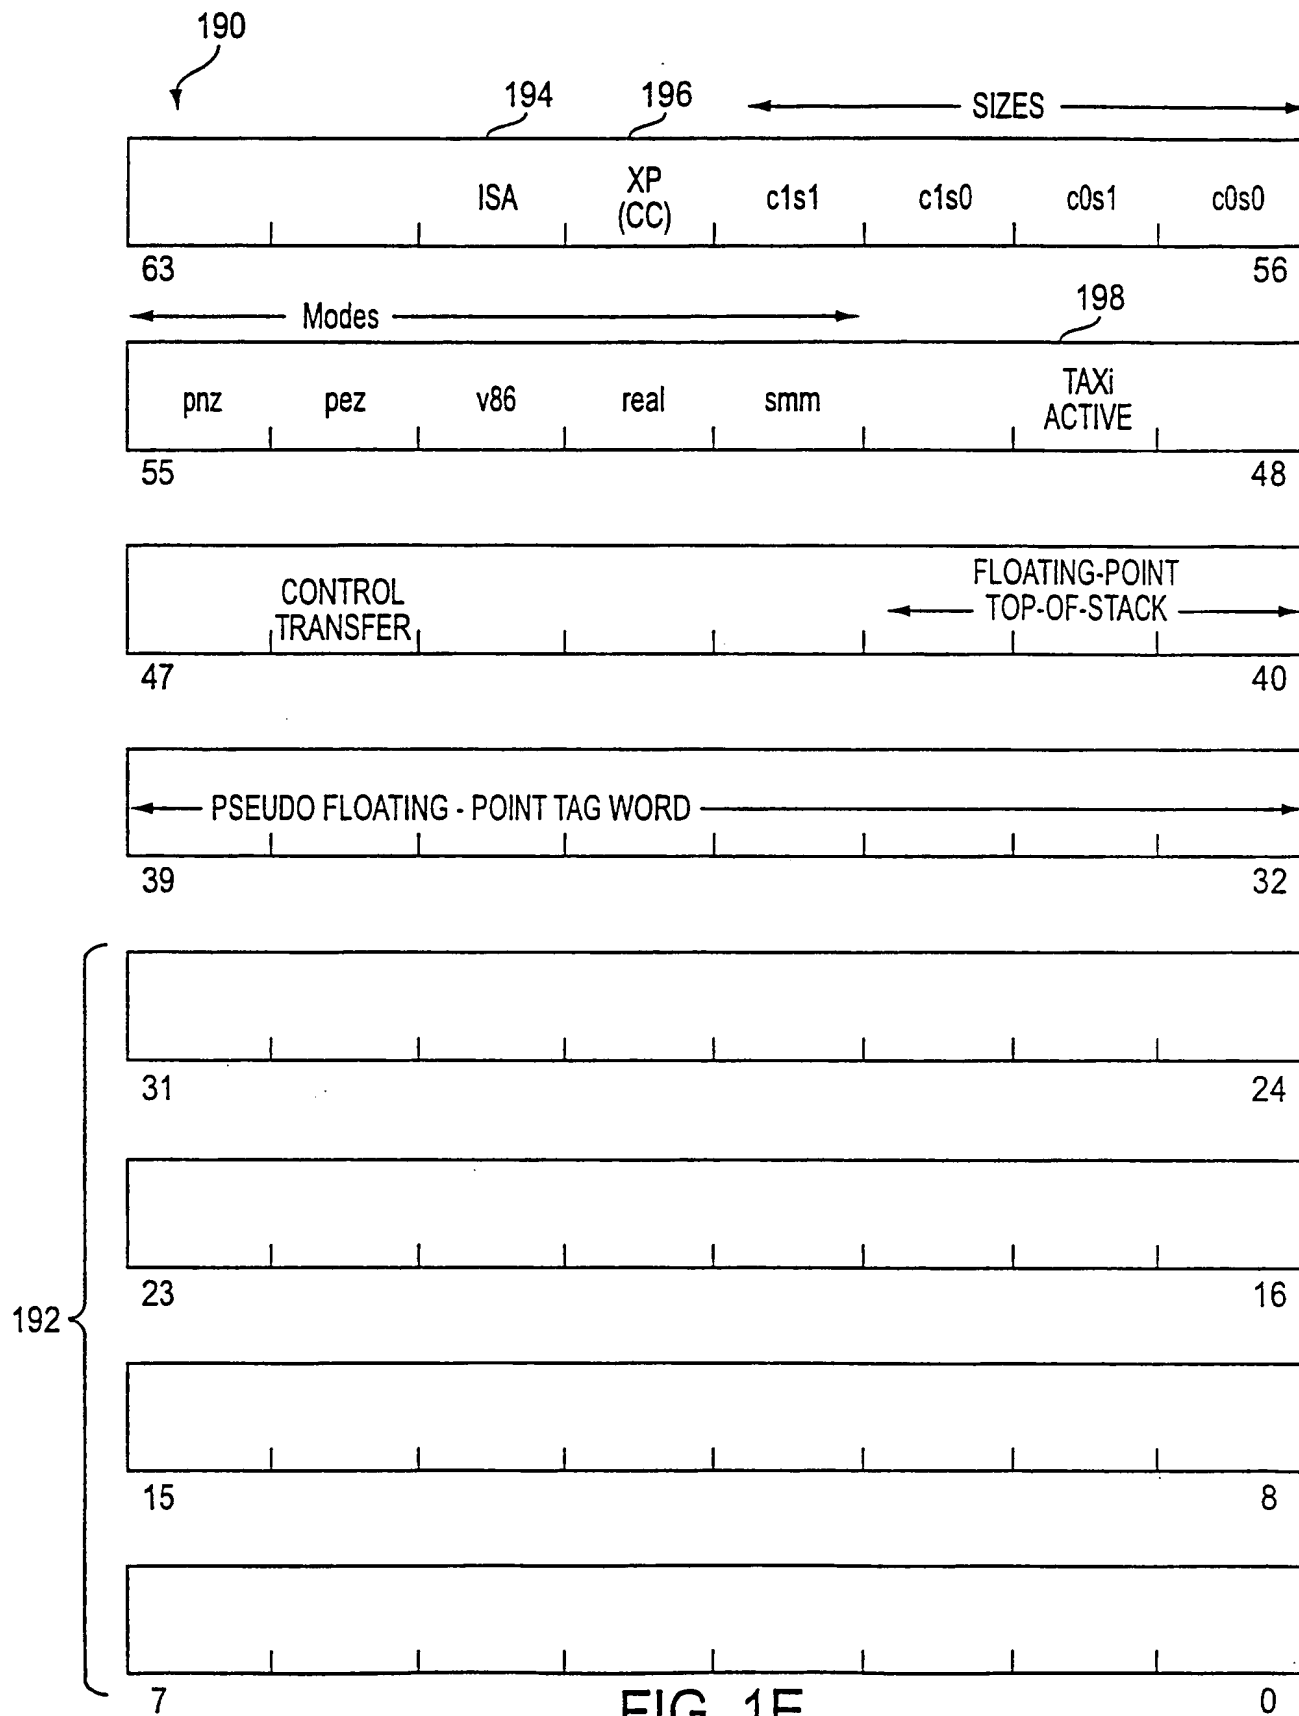 190
194 196 SIZES
ISA XP (CC) c1s1 c1s0 c0s1 c0s0
63 56
Modes 198
pnz pez v86 real smm TAXi ACTIVE
55 48
CONTROL TRANSFER FLOATING-POINT TOP-OF-STACK
47 40
PSEUDO FLOATING - POINT TAG WORD
39 32
31 24
23 16
192
15 8
7 0